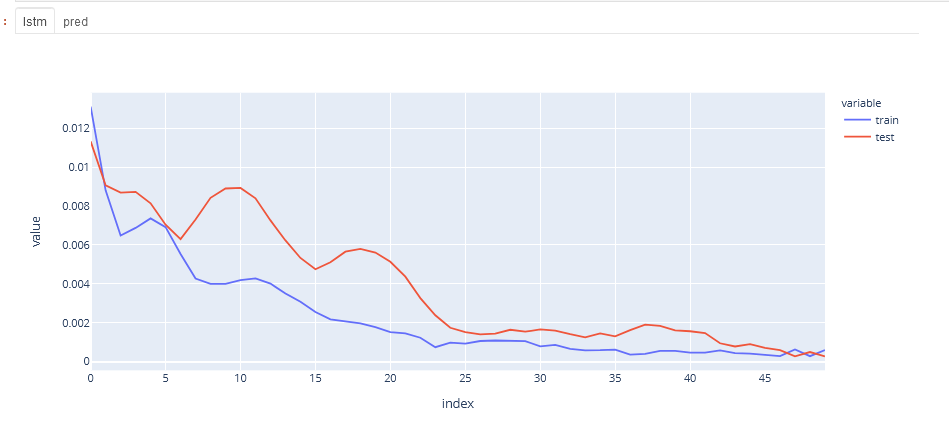 : lstm pred
variable
train
test
value
0.012
0.01
0.008
0.006
0.004
0.002
0
0 5 10 15 20 25 30 35 40 45
index